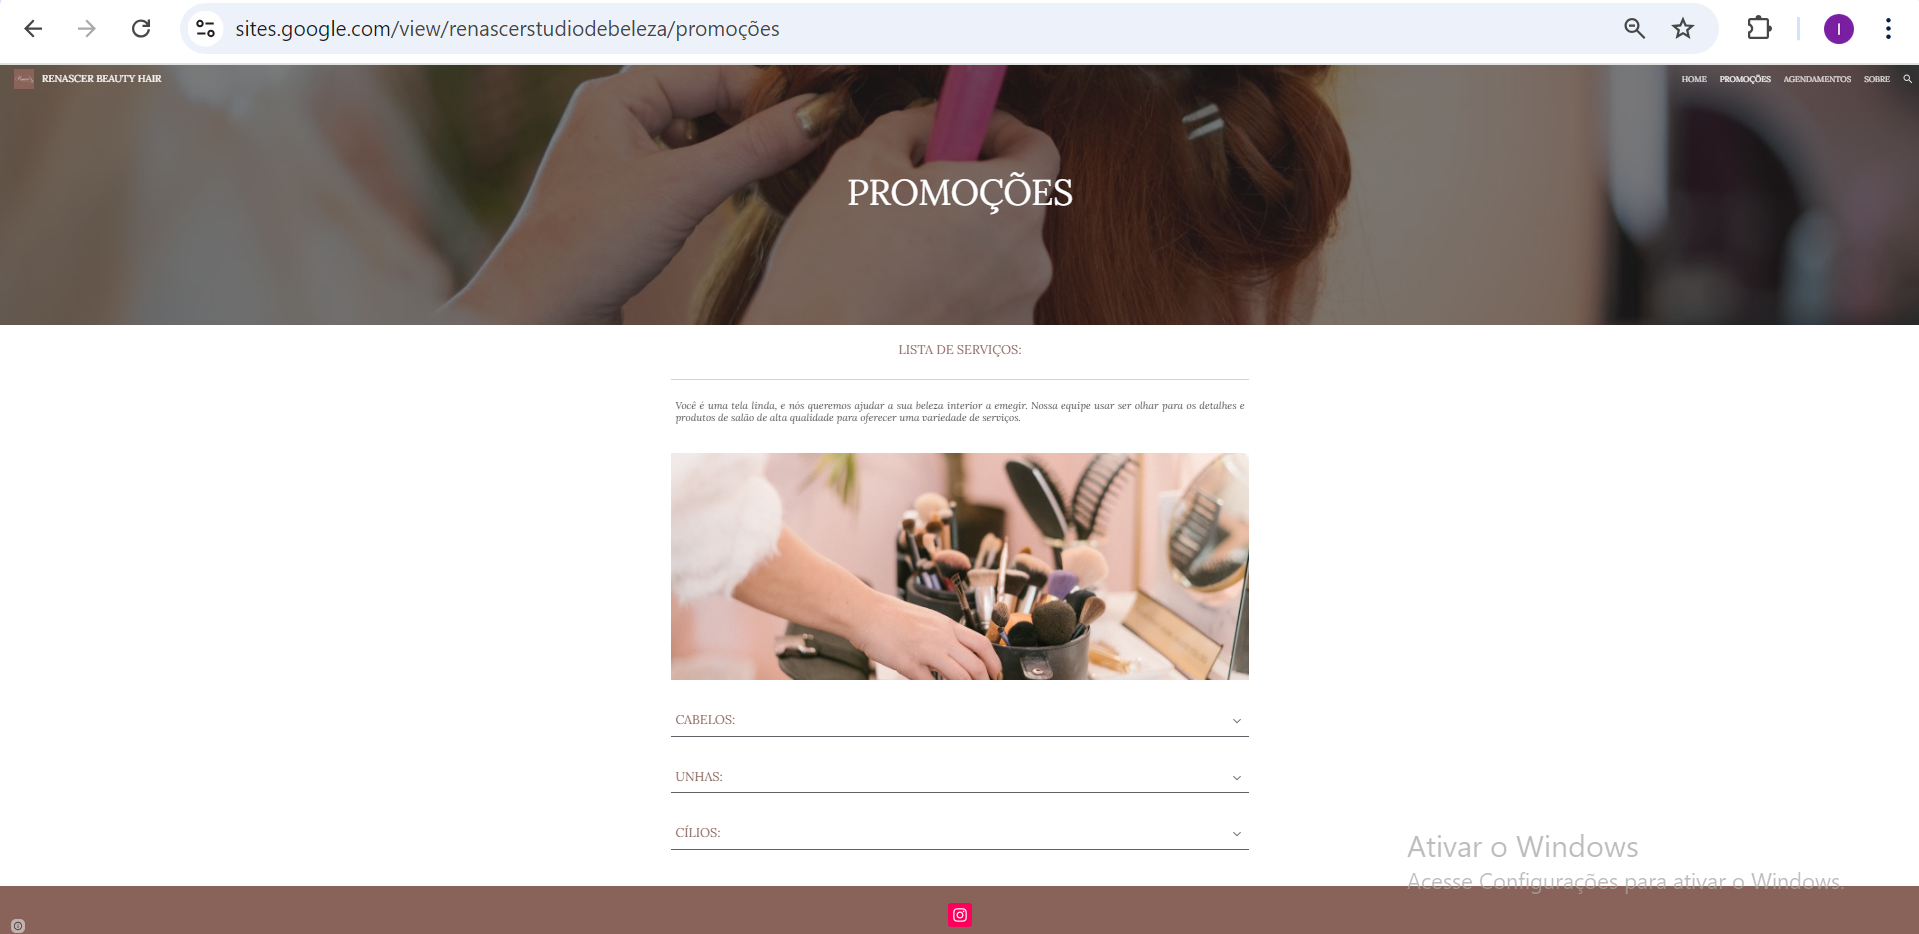 sites.google.com/view/renascerstudiodebeleza/promoções
I
RENASCER BEAUTY HAIR
HOME PROMOÇÕES AGENDAMENTOS SOBRE
PROMOÇÕES
LISTA DE SERVIÇOS:
Você é uma tela linda, e nós queremos ajudar a sua beleza interior a emegir. Nossa equipe usar ser olhar para os detalhes e
produtos de salão de alta qualidade para oferecer uma variedade de serviços.
CABELOS:
UNHAS:
CÍLIOS:
Ativar o Windows
Acesse Configurações para ativar o Windows.